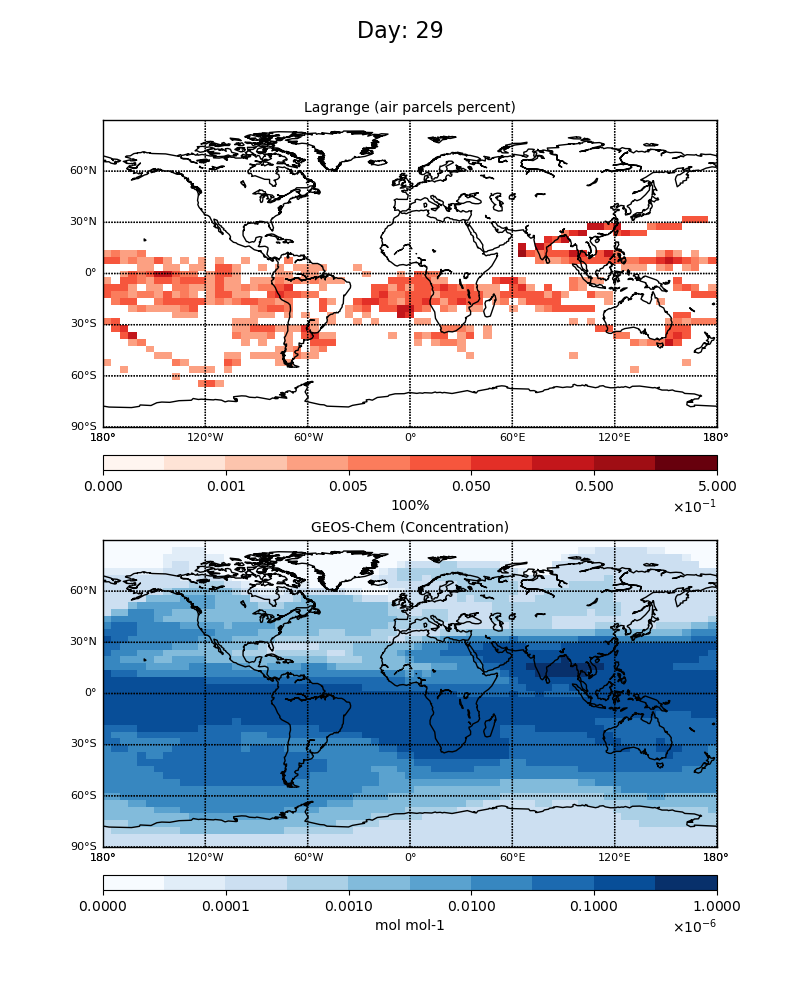 Day: 29
Lagrange (air parcels percent)
60°N
30°N
0°
30°S
60°S
90°S
180° 120°W 60°W 0° 60°E 120°E 180°
0.000 0.001 0.005 0.050 0.500 5.000
100% ×10⁻¹
GEOS-Chem (Concentration)
60°N
30°N
0°
30°S
60°S
90°S
180° 120°W 60°W 0° 60°E 120°E 180°
0.0000 0.0001 0.0010 0.0100 0.1000 1.0000
mol mol-1 ×10⁻⁶